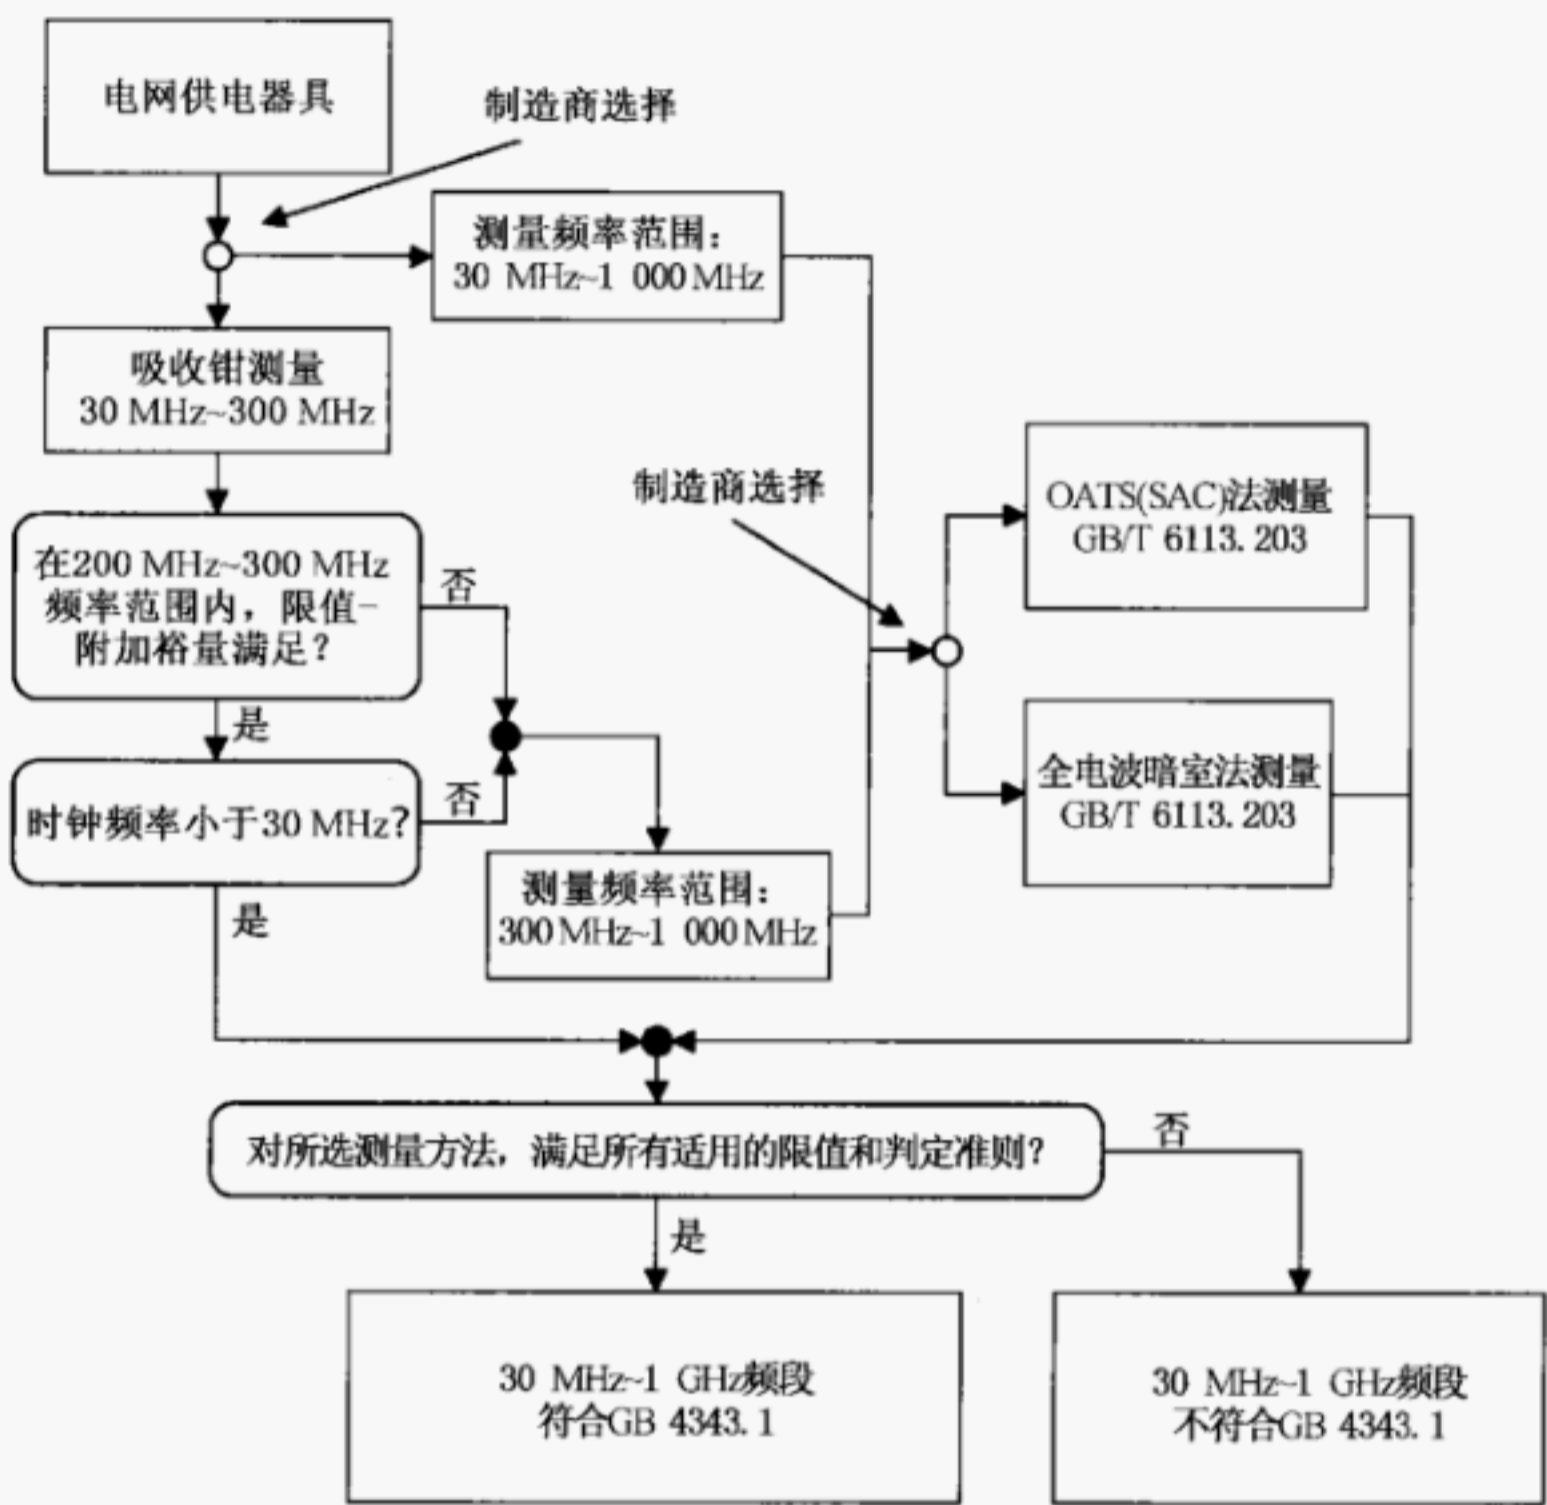 电网供电器具
制造商选择
测量频率范围：
30 MHz~1 000 MHz
吸收钳测量
30 MHz~300 MHz
制造商选择
OATS(SAC)法测量
GB/T 6113.203
在200 MHz~300 MHz
频率范围内，限值-
附加裕量满足？
否
是
全电波暗室法测量
GB/T 6113.203
时钟频率小于30 MHz？
否
是
测量频率范围：
300 MHz~1 000 MHz
对所选测量方法，满足所有适用的限值和判定准则？
否
是
30 MHz~1 GHz频段
符合GB 4343.1
30 MHz~1 GHz频段
不符合GB 4343.1